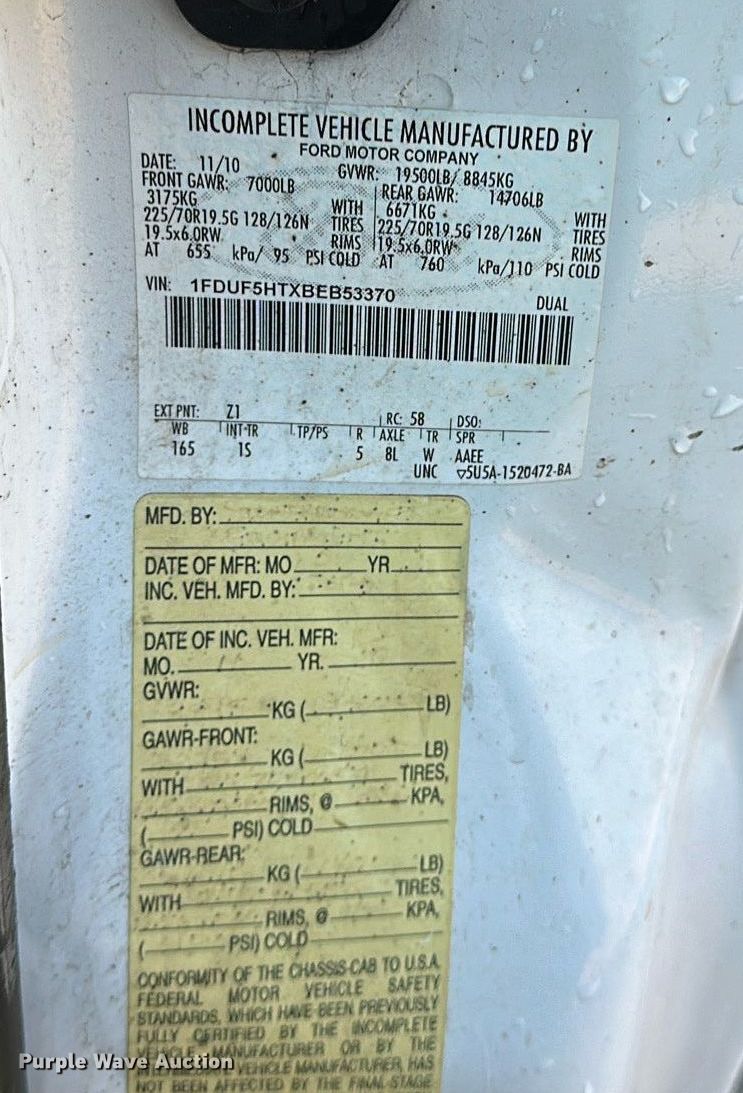 INCOMPLETE VEHICLE MANUFACTURED BY
FORD MOTOR COMPANY
DATE: 11/10 GVWR: 19500LB/ 8845KG
FRONT GAWR: 7000LB REAR GAWR: 14706LB
3175KG WITH 6671KG WITH
225/70R19.5G 128/126N TIRES 225/70R19.5G 128/126N TIRES
19.5x6.0RW RIMS 19.5x6.0RW RIMS
AT 655 kPa/ 95 PSI COLD AT 760 kPa/110 PSI COLD
VIN: 1FDUF5HTXBEB53370 DUAL
EXT PNT: Z1 RC: 58 DSO:
WB INT-TR TP/PS R AXLE TR SPR
165 1S 5 8L W AAEE
UNC 5U5A-1520472-BA
MFD. BY:
DATE OF MFR: MO YR
INC. VEH. MFD. BY:
DATE OF INC. VEH. MFR:
MO. YR.
GVWR:
KG ( LB)
GAWR-FRONT:
KG ( LB)
WITH TIRES,
RIMS, @ KPA,
( PSI) COLD
GAWR-REAR:
KG ( LB)
WITH TIRES,
RIMS, @ KPA,
( PSI) COLD
CONFORMITY OF THE CHASSIS-CAB TO U.S.A.
FEDERAL MOTOR VEHICLE SAFETY
STANDARDS, WHICH HAVE BEEN PREVIOUSLY
FULLY CERTIFIED BY THE INCOMPLETE
VEHICLE MANUFACTURER OR BY THE
INTERMEDIATE VEHICLE MANUFACTURER, HAS
NOT BEEN AFFECTED BY THE FINAL-STAGE
Purple Wave Auction